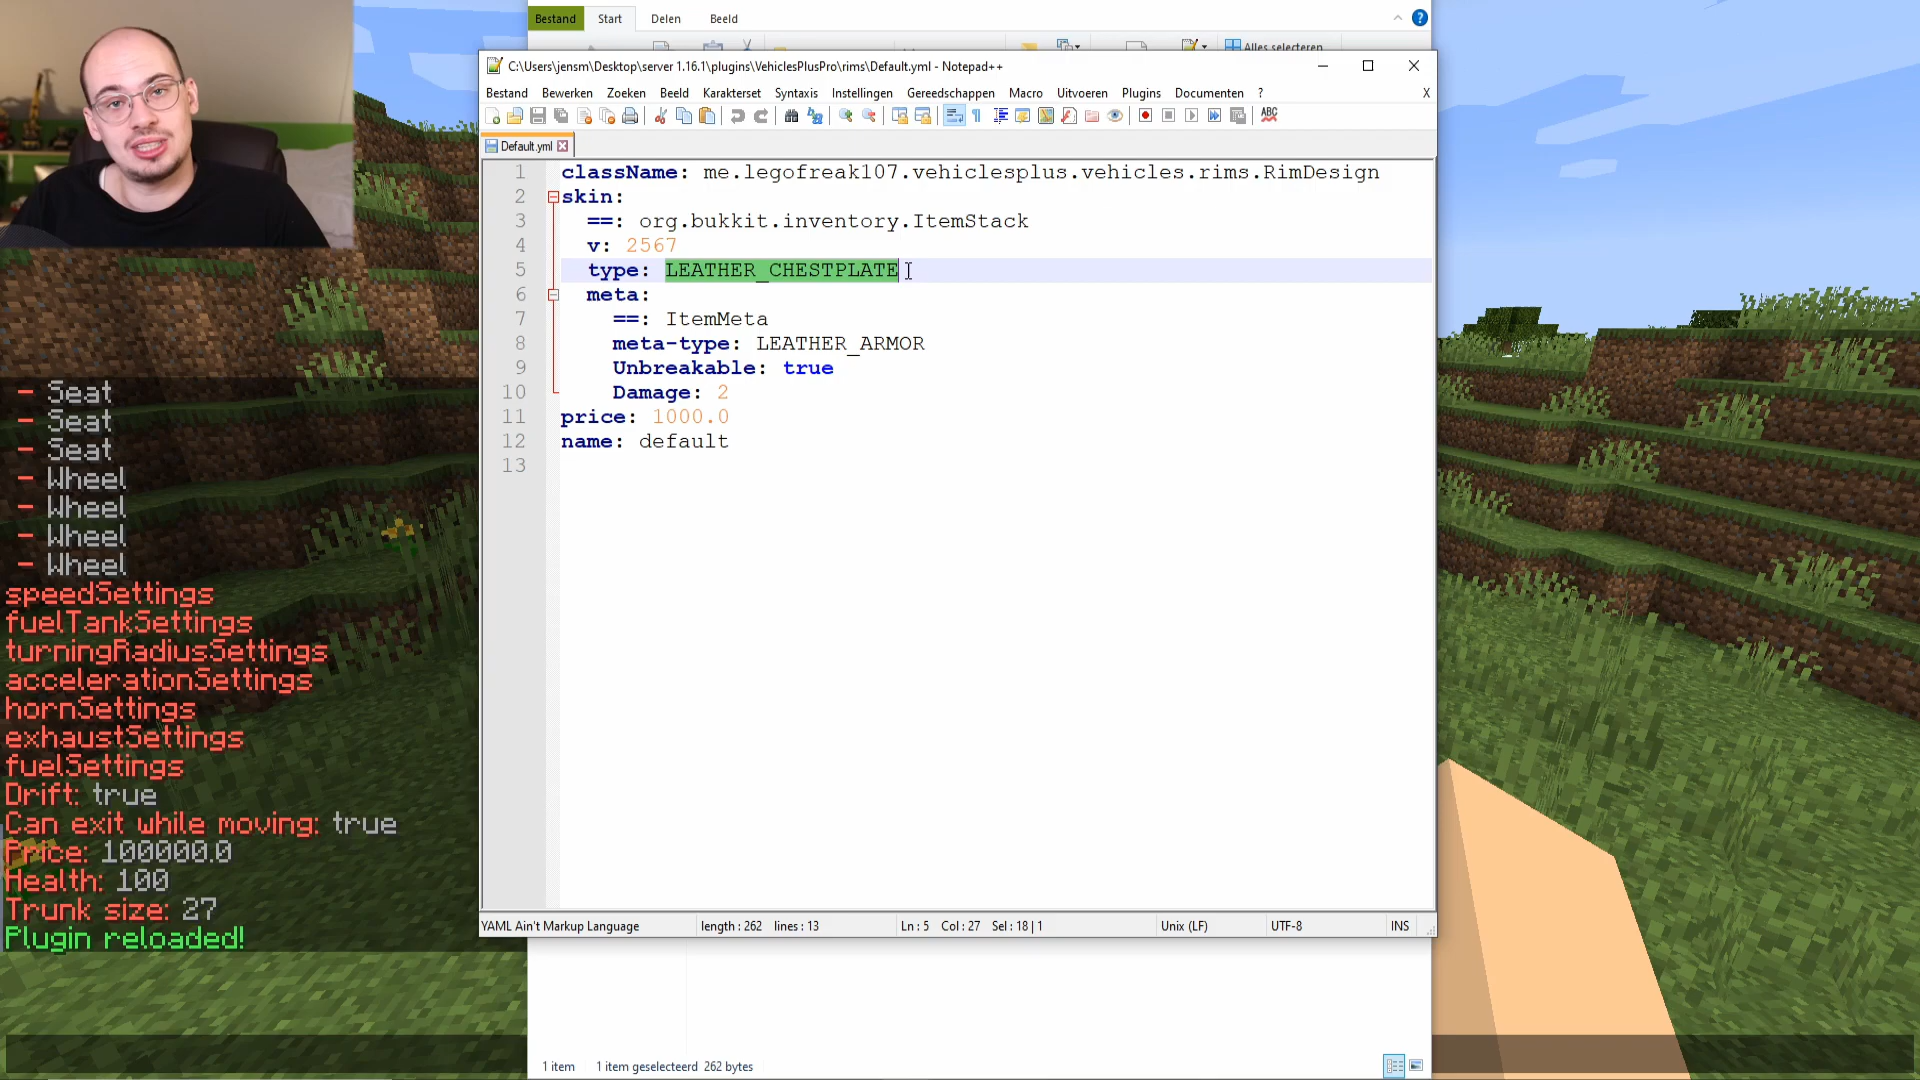 Bestand Start Delen Beeld
Alles selecteren
C:\Users\jensm\Desktop\server 1.16.1\plugins\VehiclesPlusPro\rims\Default.yml - Notepad++
Bestand Bewerken Zoeken Beeld Karakterset Syntaxis Instellingen Gereedschappen Macro Uitvoeren Plugins Documenten ? X
ABC
Default.yml
1 className: me.legofreak107.vehiclesplus.vehicles.rims.RimDesign
2 skin:
3 ==: org.bukkit.inventory.ItemStack
4 v: 2567
5 type: LEATHER_CHESTPLATE
6 meta:
7 ==: ItemMeta
8 meta-type: LEATHER_ARMOR
9 Unbreakable: true
10 Damage: 2
11 price: 1000.0
12 name: default
13
YAML Ain't Markup Language length : 262 lines : 13 Ln : 5 Col : 27 Sel : 18 | 1 Unix (LF) UTF-8 INS
1 item 1 item geselecteerd 262 bytes
- Seat
- Seat
- Seat
- Wheel
- Wheel
- Wheel
- Wheel
speedSettings
fuelTankSettings
turningRadiusSettings
accelerationSettings
hornSettings
exhaustSettings
fuelSettings
Drift: true
Can exit while moving: true
Price: 100000.0
Health: 100
Trunk size: 27
Plugin reloaded!